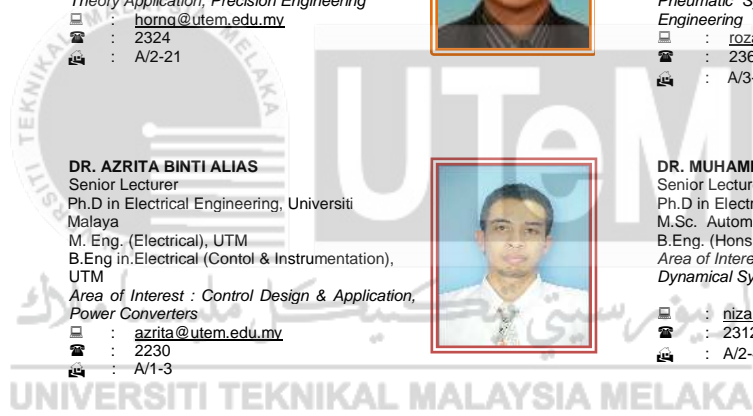 Theory Application, Precision Engineering
: horng@utem.edu.my
: 2324
: A/2-21
Engineering
DR. AZRITA BINTI ALIAS
Senior Lecturer
Ph.D in Electrical Engineering, Universiti
Malaya
M. Eng. (Electrical), UTM
B.Eng in.Electrical (Contol & Instrumentation),
UTM
Area of Interest : Control Design & Application,
Power Converters
: azrita@utem.edu.my
: 2230
: A/1-3
DR. MUHAM
Senior Lectur
Ph.D in Electr
M.Sc. Autom
B.Eng. (Hons
Area of Intere
Dynamical Sy
: niza
: 2312
: A/2-
UTeM
UNIVERSITI TEKNIKAL MALAYSIA MELAKA